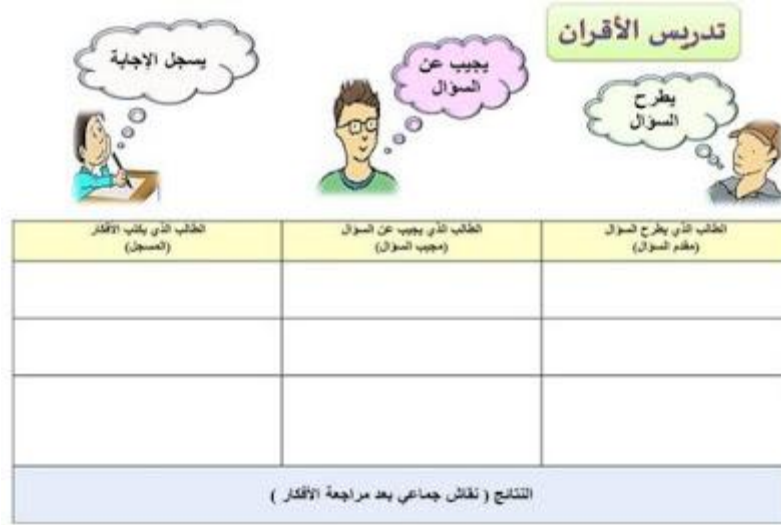 تدريس الأقران
يطرح
السؤال
يجيب عن
السؤال
يسجل الإجابة
الطالب الذي يطرح السؤال
(مقدم السؤال)
الطالب الذي يجيب عن السؤال
(مجيب السؤال)
الطالب الذي يكتب الأفكار
(المسجل)
النتائج ( نقاش جماعي بعد مراجعة الأفكار )